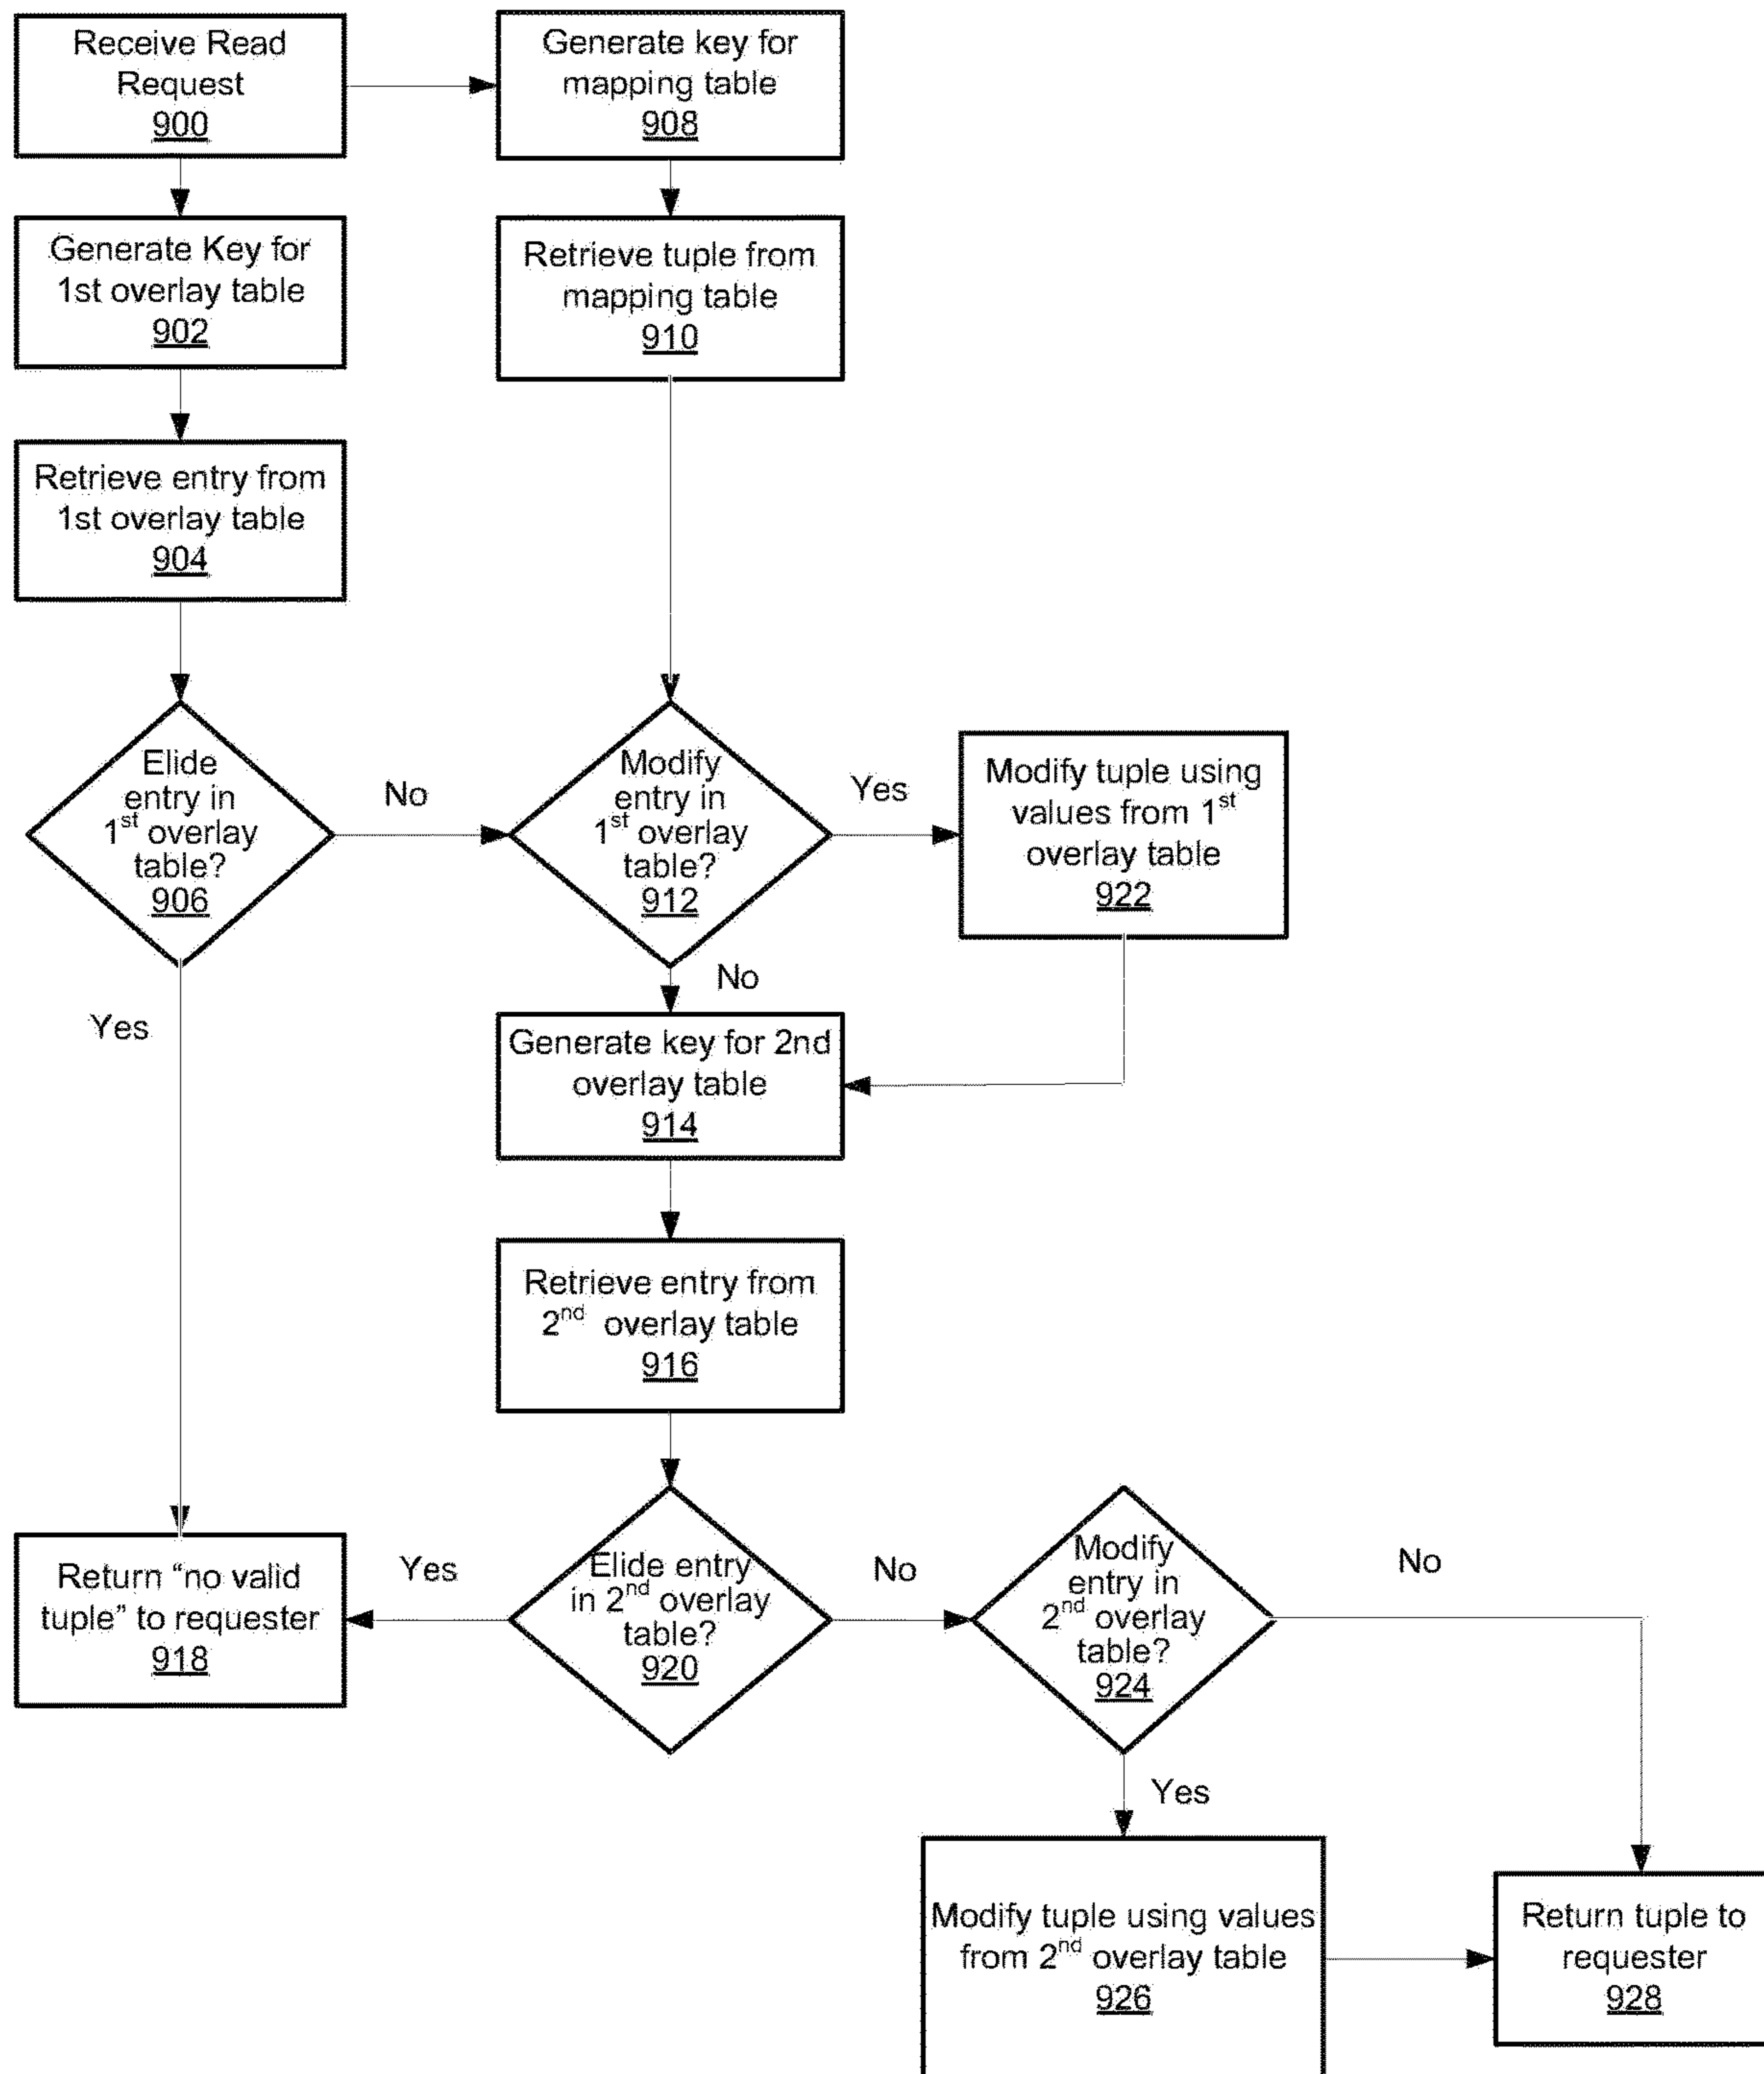 Receive Read
Request
900
Generate key for
mapping table
908
Generate Key for
1st overlay table
902
Retrieve tuple from
mapping table
910
Retrieve entry from
1st overlay table
904
Elide
entry in
1st overlay
table?
906
No
Modify
entry in
1st overlay
table?
912
Yes
Modify tuple using
values from 1st
overlay table
922
Yes
No
Generate key for 2nd
overlay table
914
Retrieve entry from
2nd overlay table
916
Return “no valid
tuple” to requester
918
Yes
Elide entry
in 2nd overlay
table?
920
No
Modify
entry in
2nd overlay
table?
924
No
Yes
Modify tuple using values
from 2nd overlay table
926
Return tuple to
requester
928